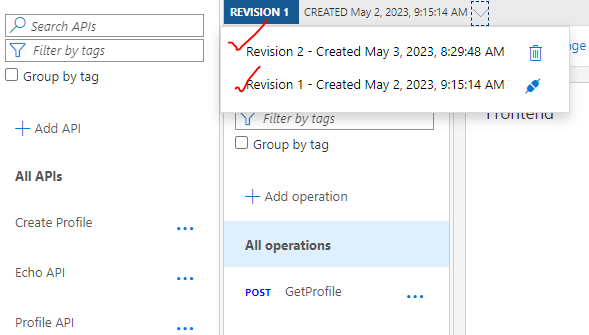 REVISION 1 CREATED May 2, 2023, 9:15:14 AM
Search APIs
Filter by tags
Group by tag
Add API
All APIs
Create Profile
Echo API
Profile API
Revision 2 - Created May 3, 2023, 8:29:48 AM
Revision 1 - Created May 2, 2023, 9:15:14 AM
Filter by tags
Group by tag
Add operation
All operations
POST GetProfile
nge
Frontend